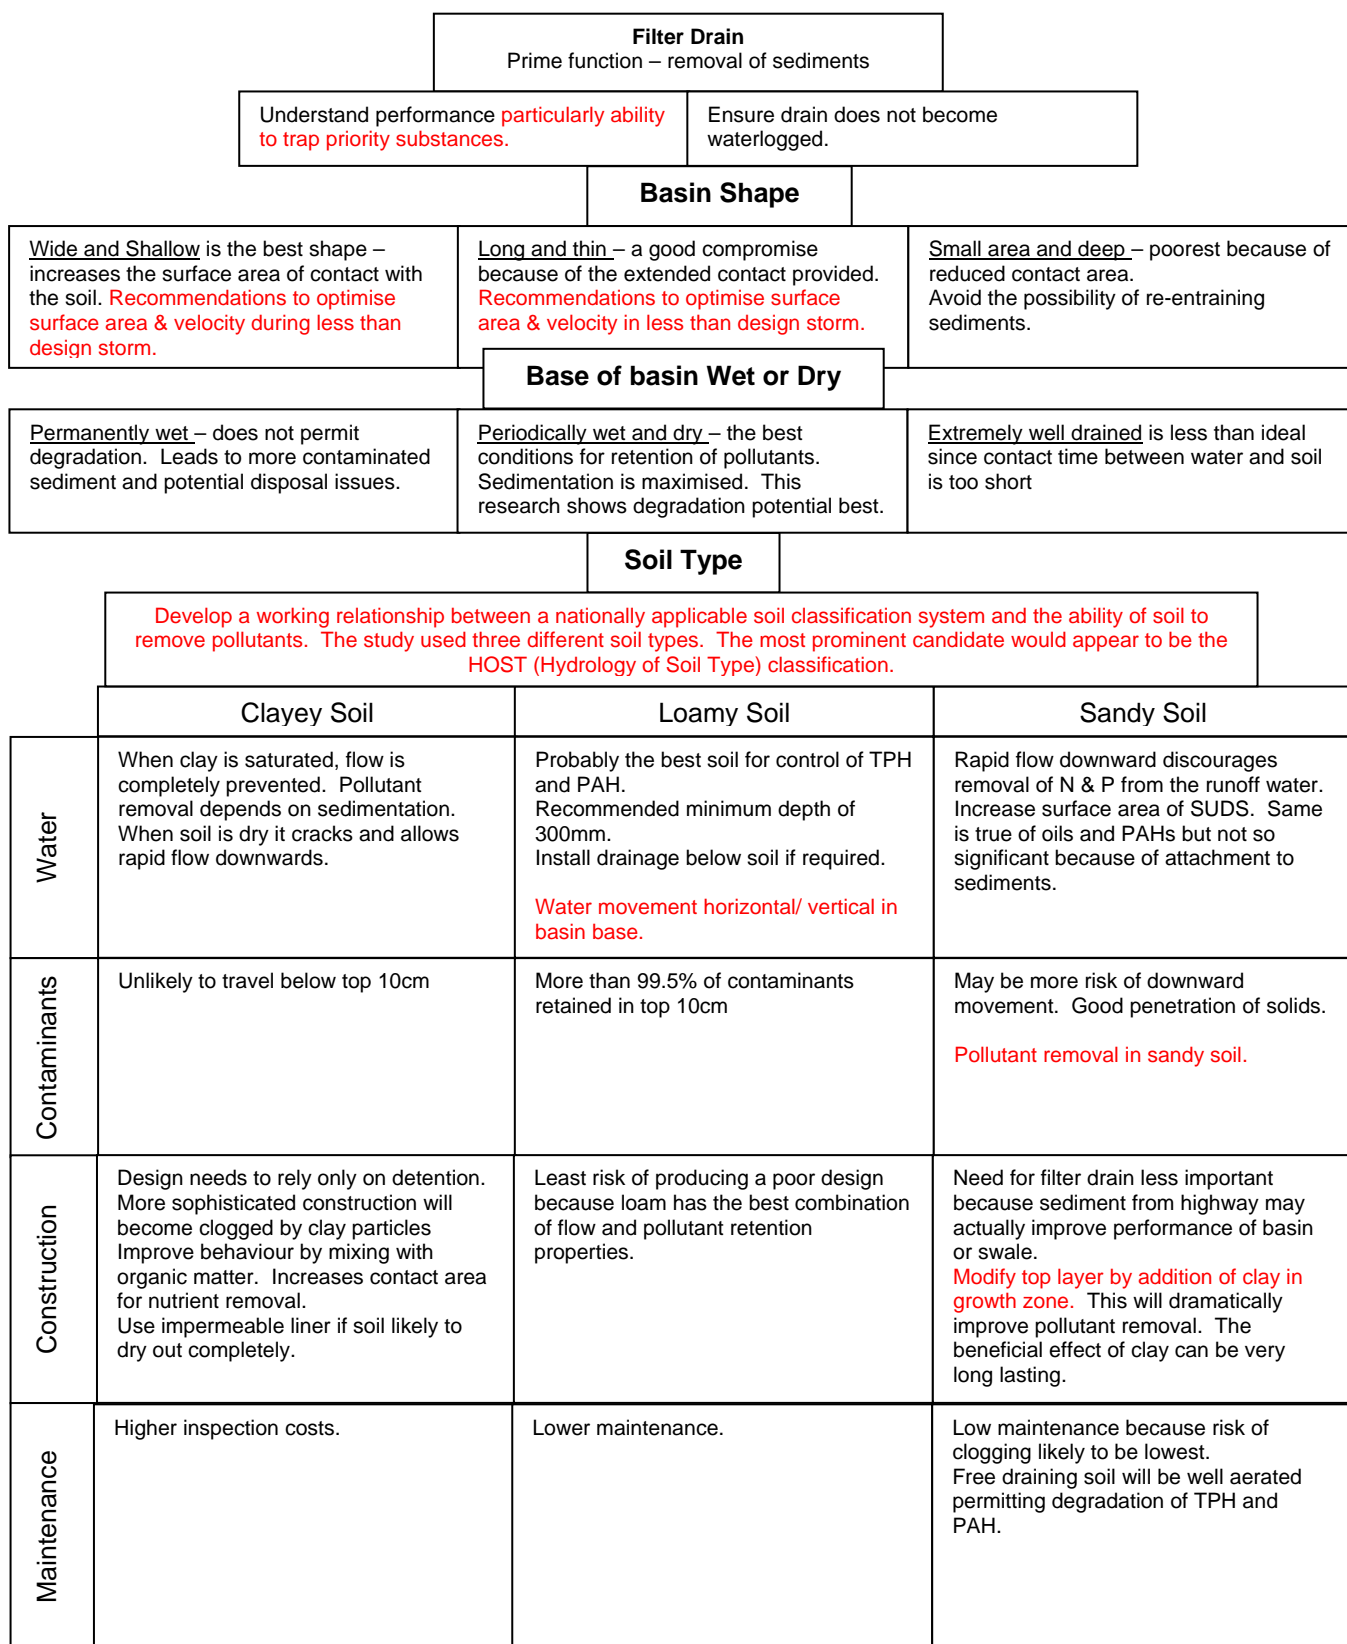 Filter Drain
Prime function – removal of sediments
Understand performance particularly ability
to trap priority substances.
Ensure drain does not become
waterlogged.
Basin Shape
Wide and Shallow is the best shape –
increases the surface area of contact with
the soil. Recommendations to optimise
surface area & velocity during less than
design storm.
Long and thin – a good compromise
because of the extended contact provided.
Recommendations to optimise surface
area & velocity in less than design storm.
Small area and deep – poorest because of
reduced contact area.
Avoid the possibility of re-entraining
sediments.
Base of basin Wet or Dry
Permanently wet – does not permit
degradation. Leads to more contaminated
sediment and potential disposal issues.
Periodically wet and dry – the best
conditions for retention of pollutants.
Sedimentation is maximised. This
research shows degradation potential best.
Extremely well drained is less than ideal
since contact time between water and soil
is too short
Soil Type
Develop a working relationship between a nationally applicable soil classification system and the ability of soil to
remove pollutants. The study used three different soil types. The most prominent candidate would appear to be the
HOST (Hydrology of Soil Type) classification.
Clayey Soil
Loamy Soil
Sandy Soil
Water
When clay is saturated, flow is
completely prevented. Pollutant
removal depends on sedimentation.
When soil is dry it cracks and allows
rapid flow downwards.
Probably the best soil for control of TPH
and PAH.
Recommended minimum depth of
300mm.
Install drainage below soil if required.
Water movement horizontal/ vertical in
basin base.
Rapid flow downward discourages
removal of N & P from the runoff water.
Increase surface area of SUDS. Same
is true of oils and PAHs but not so
significant because of attachment to
sediments.
Contaminants
Unlikely to travel below top 10cm
More than 99.5% of contaminants
retained in top 10cm
May be more risk of downward
movement. Good penetration of solids.
Pollutant removal in sandy soil.
Construction
Design needs to rely only on detention.
More sophisticated construction will
become clogged by clay particles
Improve behaviour by mixing with
organic matter. Increases contact area
for nutrient removal.
Use impermeable liner if soil likely to
dry out completely.
Least risk of producing a poor design
because loam has the best combination
of flow and pollutant retention
properties.
Need for filter drain less important
because sediment from highway may
actually improve performance of basin
or swale.
Modify top layer by addition of clay in
growth zone. This will dramatically
improve pollutant removal. The
beneficial effect of clay can be very
long lasting.
Maintenance
Higher inspection costs.
Lower maintenance.
Low maintenance because risk of
clogging likely to be lowest.
Free draining soil will be well aerated
permitting degradation of TPH and
PAH.